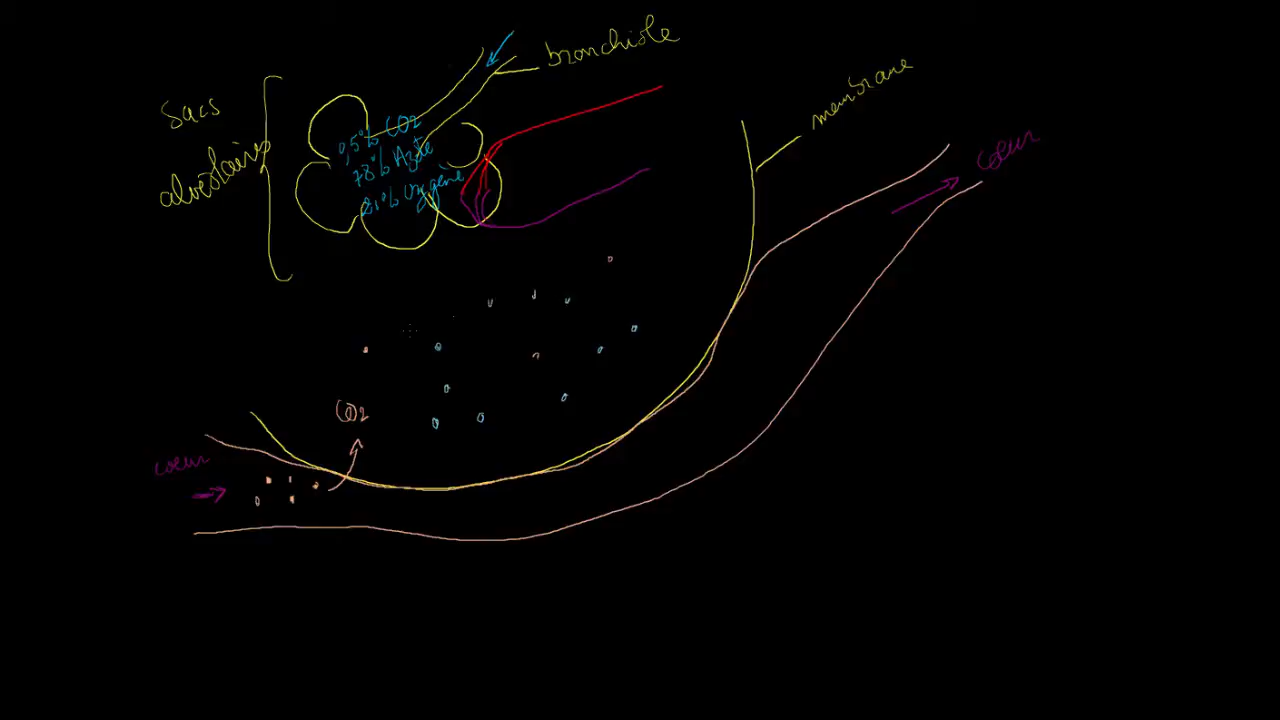 bronchiole
membrane
Sacs
alvéolaires
0,5% CO2
78% Azote
21% Oxygène
coeur
CO2
coeur